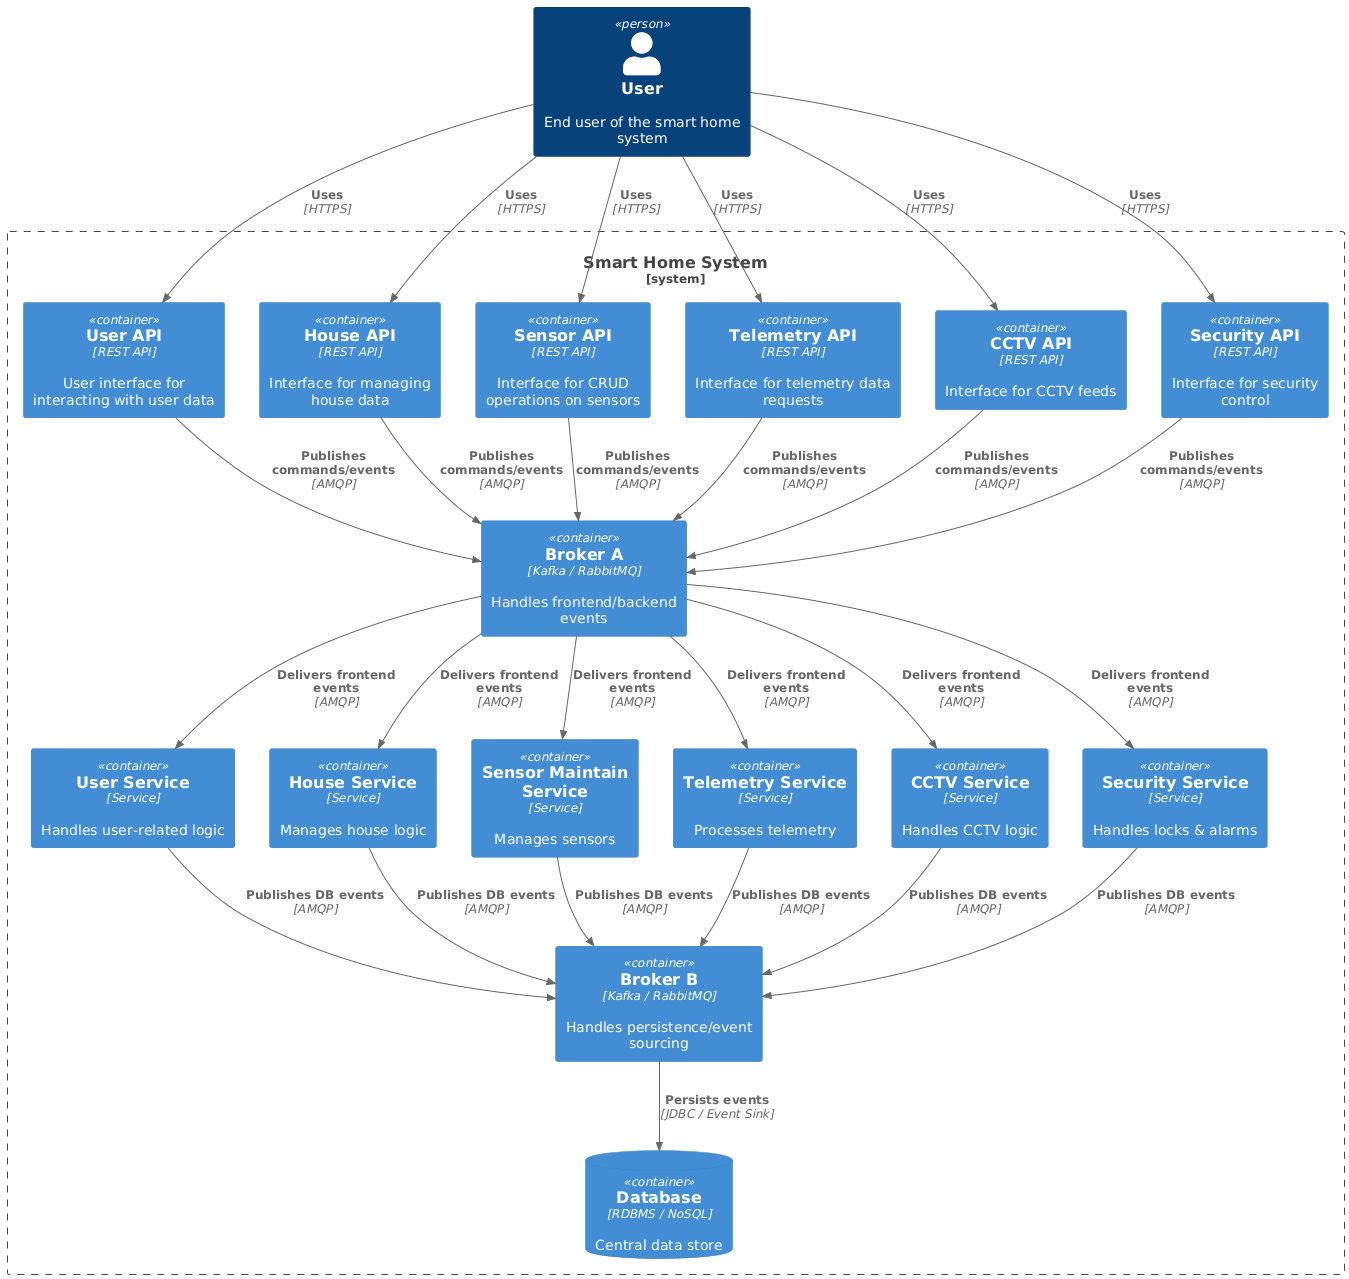 «person»
User
End user of the smart home
system
Uses
[HTTPS]
Uses
[HTTPS]
Uses
[HTTPS]
Uses
[HTTPS]
Uses
[HTTPS]
Uses
[HTTPS]
Smart Home System
[system]
«container»
User API
[REST API]
User interface for
interacting with user data
«container»
House API
[REST API]
Interface for managing
house data
«container»
Sensor API
[REST API]
Interface for CRUD
operations on sensors
«container»
Telemetry API
[REST API]
Interface for telemetry data
requests
«container»
CCTV API
[REST API]
Interface for CCTV feeds
«container»
Security API
[REST API]
Interface for security
control
Publishes
commands/events
[AMQP]
Publishes
commands/events
[AMQP]
Publishes
commands/events
[AMQP]
Publishes
commands/events
[AMQP]
Publishes
commands/events
[AMQP]
Publishes
commands/events
[AMQP]
«container»
Broker A
[Kafka / RabbitMQ]
Handles frontend/backend
events
Delivers frontend
events
[AMQP]
Delivers frontend
events
[AMQP]
Delivers frontend
events
[AMQP]
Delivers frontend
events
[AMQP]
Delivers frontend
events
[AMQP]
Delivers frontend
events
[AMQP]
«container»
User Service
[Service]
Handles user-related logic
«container»
House Service
[Service]
Manages house logic
«container»
Sensor Maintain
Service
[Service]
Manages sensors
«container»
Telemetry Service
[Service]
Processes telemetry
«container»
CCTV Service
[Service]
Handles CCTV logic
«container»
Security Service
[Service]
Handles locks & alarms
Publishes DB events
[AMQP]
Publishes DB events
[AMQP]
Publishes DB events
[AMQP]
Publishes DB events
[AMQP]
Publishes DB events
[AMQP]
Publishes DB events
[AMQP]
«container»
Broker B
[Kafka / RabbitMQ]
Handles persistence/event
sourcing
Persists events
[JDBC / Event Sink]
«container»
Database
[RDBMS / NoSQL]
Central data store